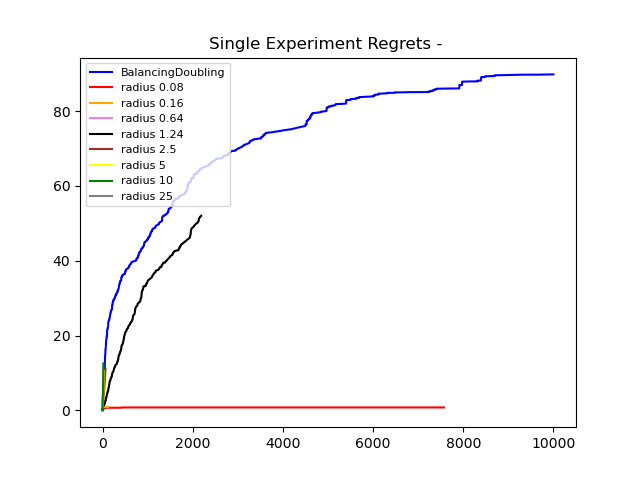 Single Experiment Regrets -
BalancingDoubling
radius 0.08
radius 0.16
radius 0.64
radius 1.24
radius 2.5
radius 5
radius 10
radius 25
80
60
40
20
0
0 2000 4000 6000 8000 10000